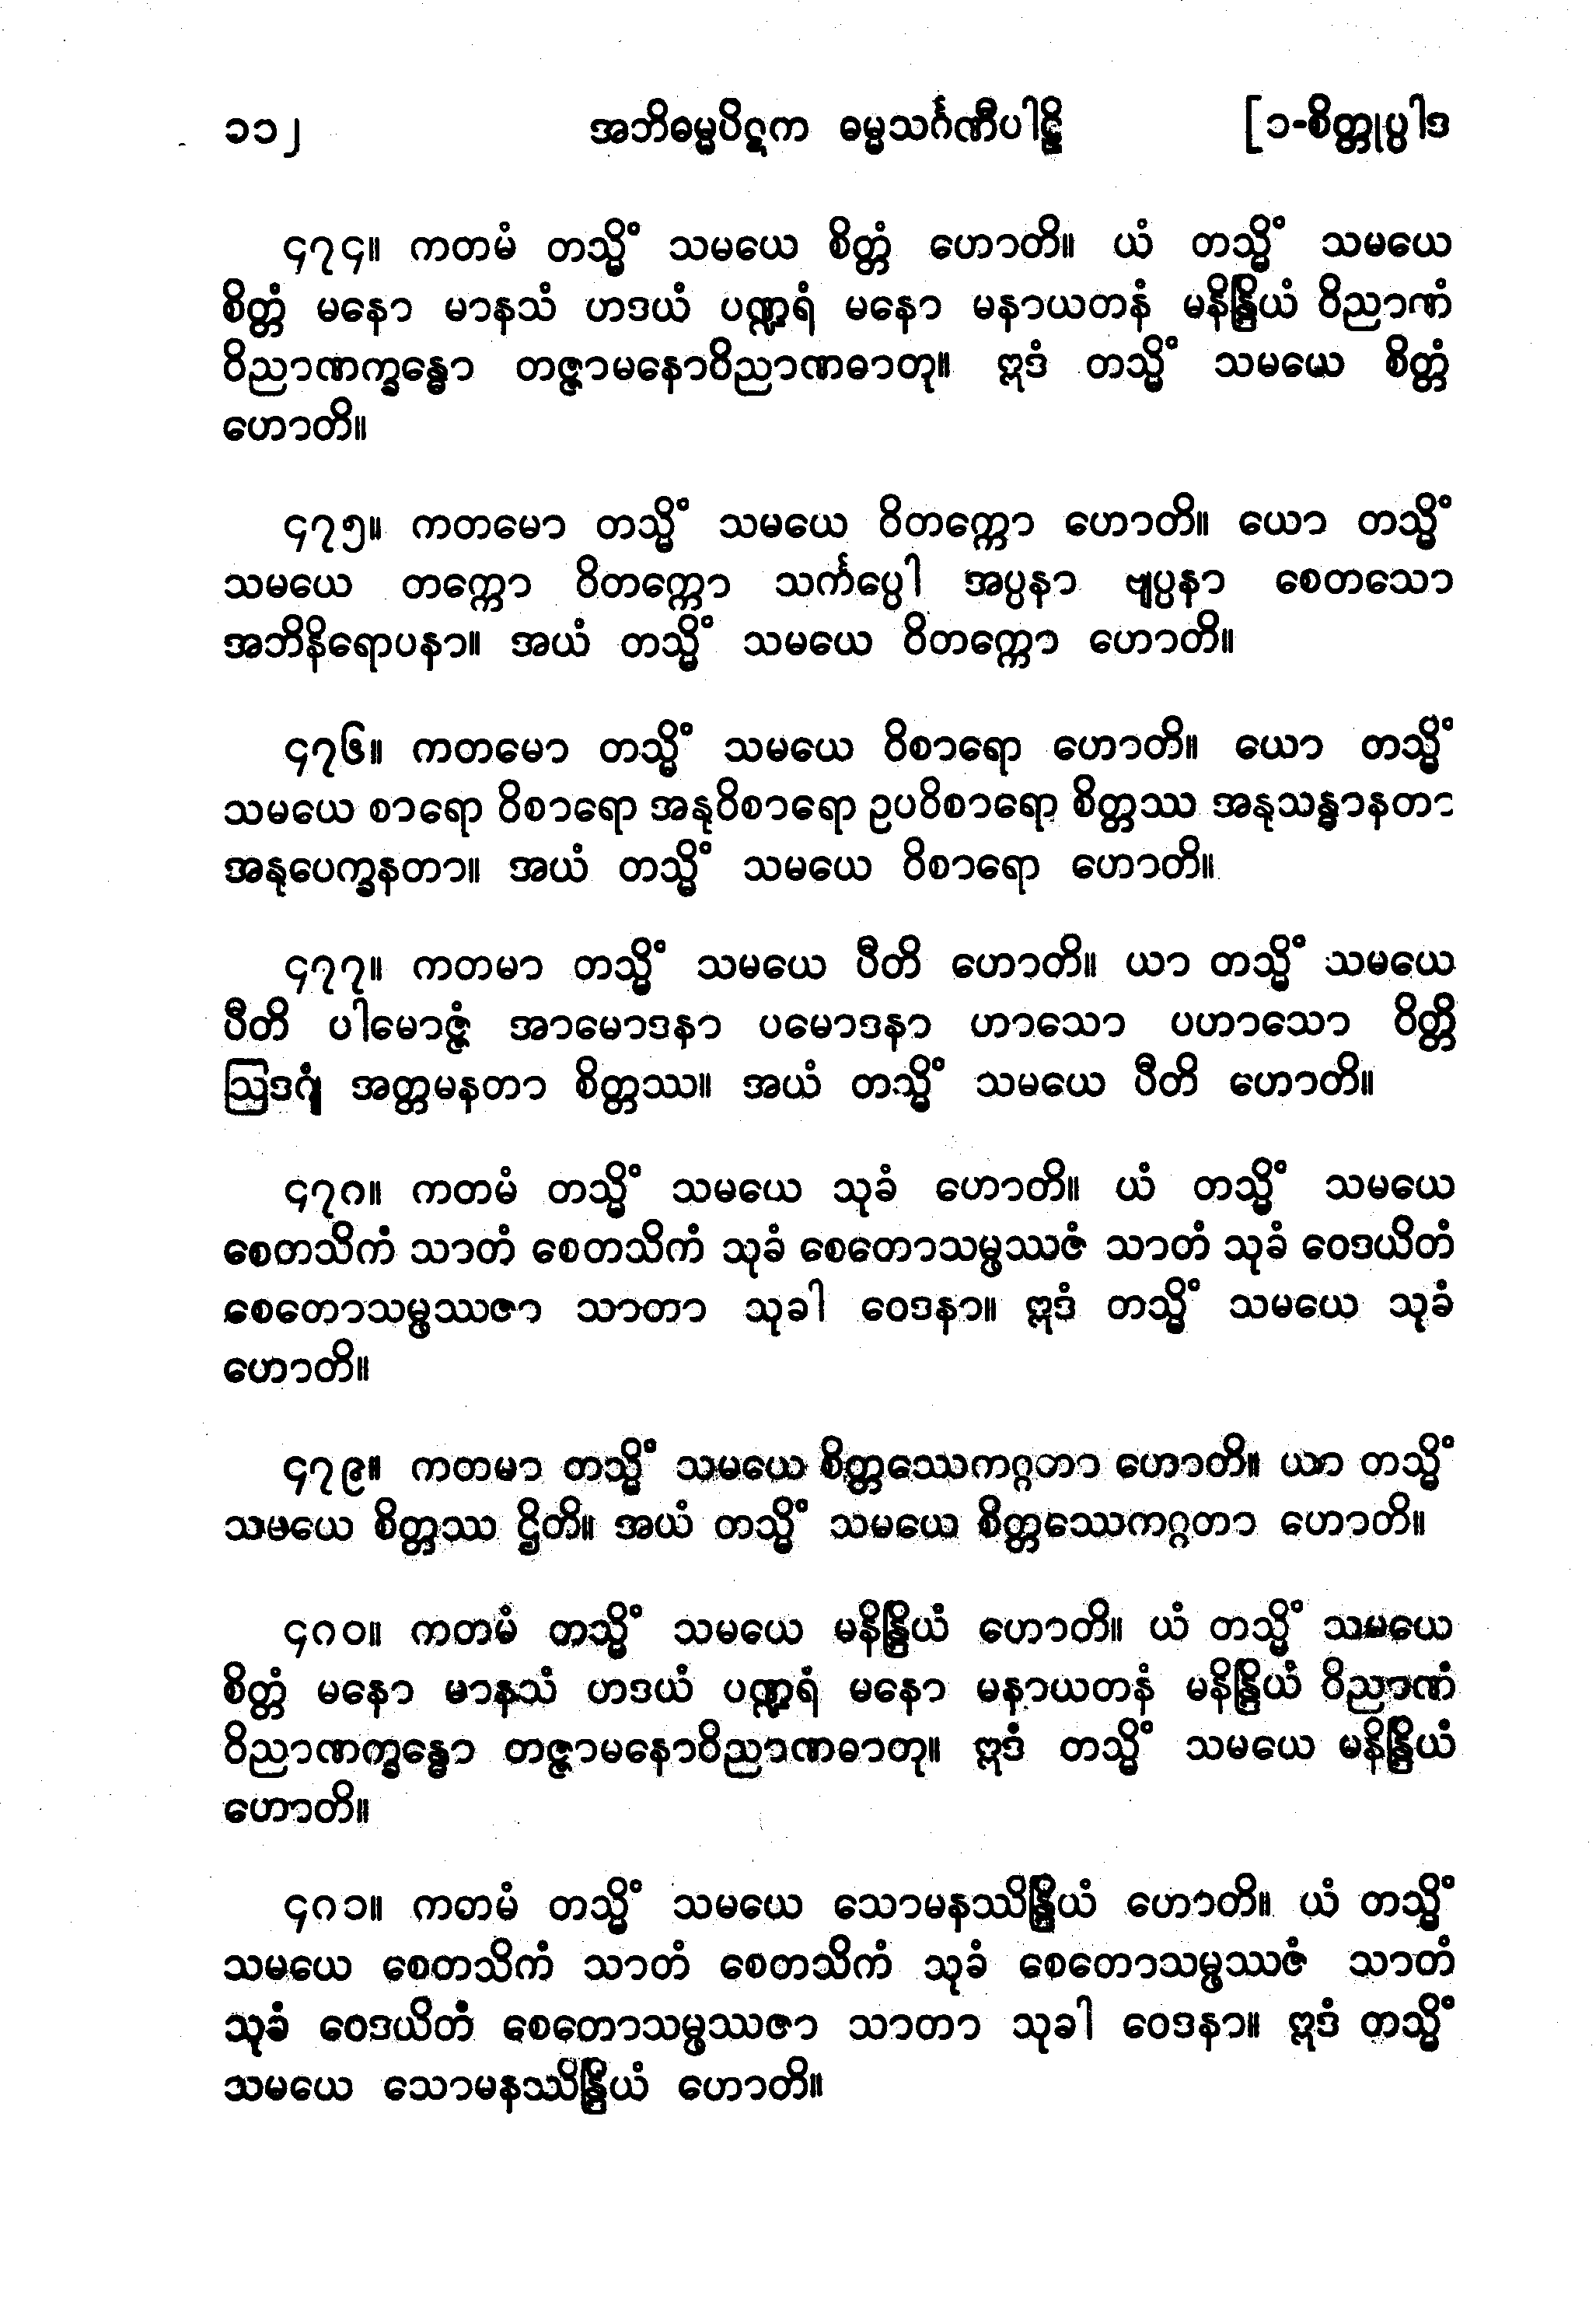 ၁၁၂ အဘိဓမ္မပိဋက ဓမ္မသင်္ဂဏီပါဠိ [၁-စိတ္တုပ္ပါဒ
၄၇၄။ ကတမံ တသ္မိံ သမယေ စိတ္တံ ဟောတိ။ ယံ တသ္မိံ သမယေ
စိတ္တံ မနော မာနသံ ဟဒယံ ပဏ္ဍရံ မနော မနာယတနံ မနိန္ဒြိယံ ဝိညာဏံ
ဝိညာဏက္ခန္ဓော တဇ္ဇာမနောဝိညာဏဓာတု။ ဣဒံ တသ္မိံ သမယေ စိတ္တံ
ဟောတိ။
၄၇၅။ ကတမော တသ္မိံ သမယေ ဝိတက္ကော ဟောတိ။ ယော တသ္မိံ
သမယေ တက္ကော ဝိတက္ကော သင်္ကပ္ပေါ အပ္ပနာ ဗျပ္ပနာ စေတသော
အဘိနိရောပနာ။ အယံ တသ္မိံ သမယေ ဝိတက္ကော ဟောတိ။
၄၇၆။ ကတမော တသ္မိံ သမယေ ဝိစာရော ဟောတိ။ ယော တသ္မိံ
သမယေ စာရော ဝိစာရော အနုဝိစာရော ဥပဝိစာရော စိတ္တဿ အနုသန္ဓာနတာ
အနုပေက္ခနတာ။ အယံ တသ္မိံ သမယေ ဝိစာရော ဟောတိ။
၄၇၇။ ကတမာ တသ္မိံ သမယေ ပီတိ ဟောတိ။ ယာ တသ္မိံ သမယေ
ပီတိ ပါမောဇ္ဇံ အာမောဒနာ ပမောဒနာ ဟာသော ပဟာသော ဝိတ္တိ
ဩဒဂျံ အတ္တမနတာ စိတ္တဿ။ အယံ တသ္မိံ သမယေ ပီတိ ဟောတိ။
၄၇၈။ ကတမံ တသ္မိံ သမယေ သုခံ ဟောတိ။ ယံ တသ္မိံ သမယေ
စေတသိကံ သာတံ စေတသိကံ သုခံ စေတောသမ္ဖဿဇံ သာတံ သုခံ ဝေဒယိတံ
စေတောသမ္ဖဿဇာ သာတာ သုခါ ဝေဒနာ။ ဣဒံ တသ္မိံ သမယေ သုခံ
ဟောတိ။
၄၇၉။ ကတမာ တသ္မိံ သမယေ စိတ္တဿေကဂ္ဂတာ ဟောတိ။ ယာ တသ္မိံ
သမယေ စိတ္တဿ ဌိတိ။ အယံ တသ္မိံ သမယေ စိတ္တဿေကဂ္ဂတာ ဟောတိ။
၄၈၀။ ကတမံ တသ္မိံ သမယေ မနိန္ဒြိယံ ဟောတိ။ ယံ တသ္မိံ သမယေ
စိတ္တံ မနော မာနသံ ဟဒယံ ပဏ္ဍရံ မနော မနာယတနံ မနိန္ဒြိယံ ဝိညာဏံ
ဝိညာဏက္ခန္ဓော တဇ္ဇာမနောဝိညာဏဓာတု။ ဣဒံ တသ္မိံ သမယေ မနိန္ဒြိယံ
ဟောတိ။
၄၈၁။ ကတမံ တသ္မိံ သမယေ သောမနဿိန္ဒြိယံ ဟောတိ။ ယံ တသ္မိံ
သမယေ စေတသိကံ သာတံ စေတသိကံ သုခံ စေတောသမ္ဖဿဇံ သာတံ
သုခံ ဝေဒယိတံ စေတောသမ္ဖဿဇာ သာတာ သုခါ ဝေဒနာ။ ဣဒံ တသ္မိံ
သမယေ သောမနဿိန္ဒြိယံ ဟောတိ။